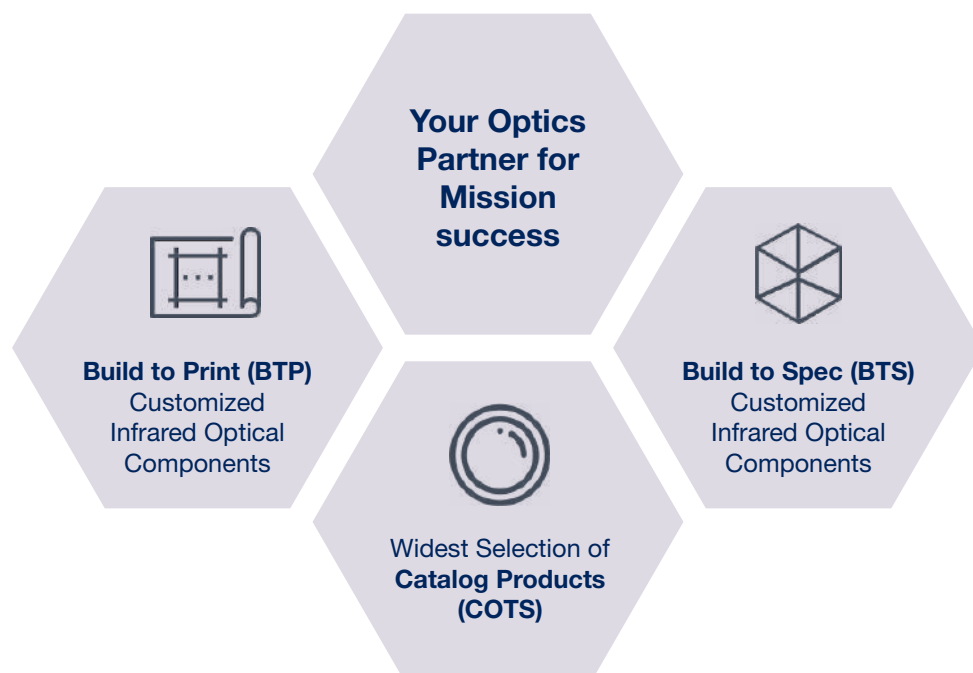 Your Optics
Partner for
Mission
success
Build to Print (BTP)
Customized
Infrared Optical
Components
Build to Spec (BTS)
Customized
Infrared Optical
Components
Widest Selection of
Catalog Products
(COTS)